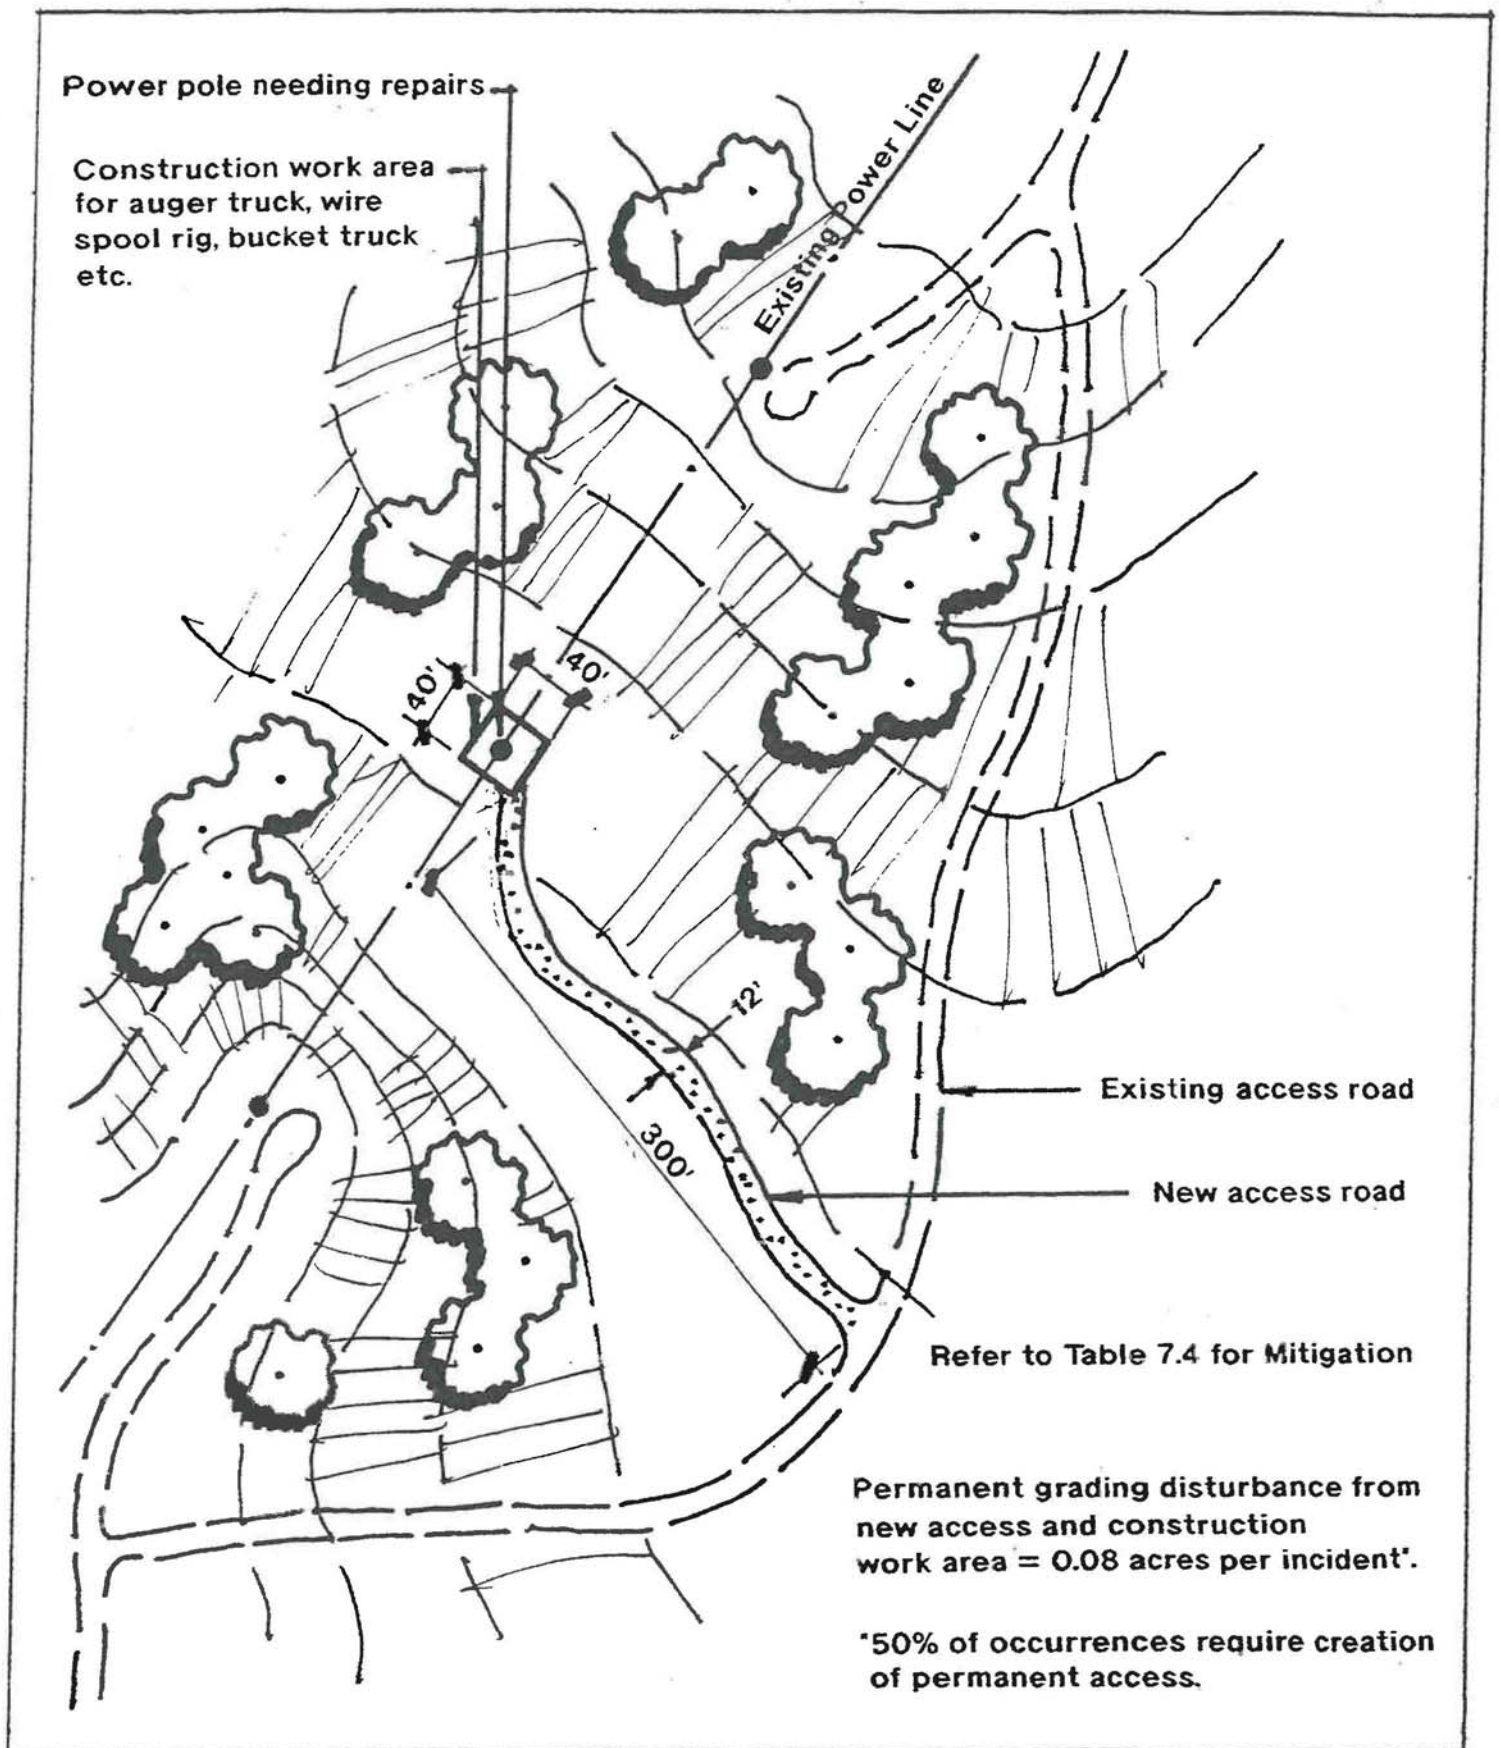 Power pole needing repairs
Construction work area
for auger truck, wire
spool rig, bucket truck
etc.
Existing Power Line
40'
40'
12'
300'
Existing access road
New access road
Refer to Table 7.4 for Mitigation
Permanent grading disturbance from
new access and construction
work area = 0.08 acres per incident*.
*50% of occurrences require creation
of permanent access.